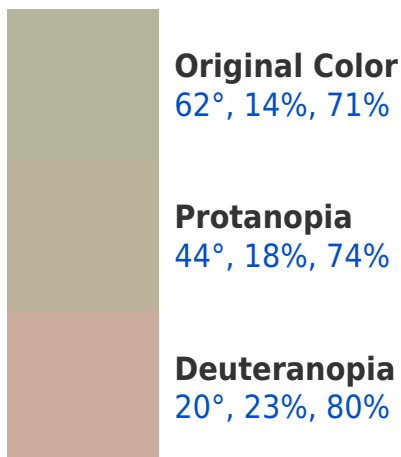 Original Color
62°, 14%, 71%
Protanopia
44°, 18%, 74%
Deuteranopia
20°, 23%, 80%